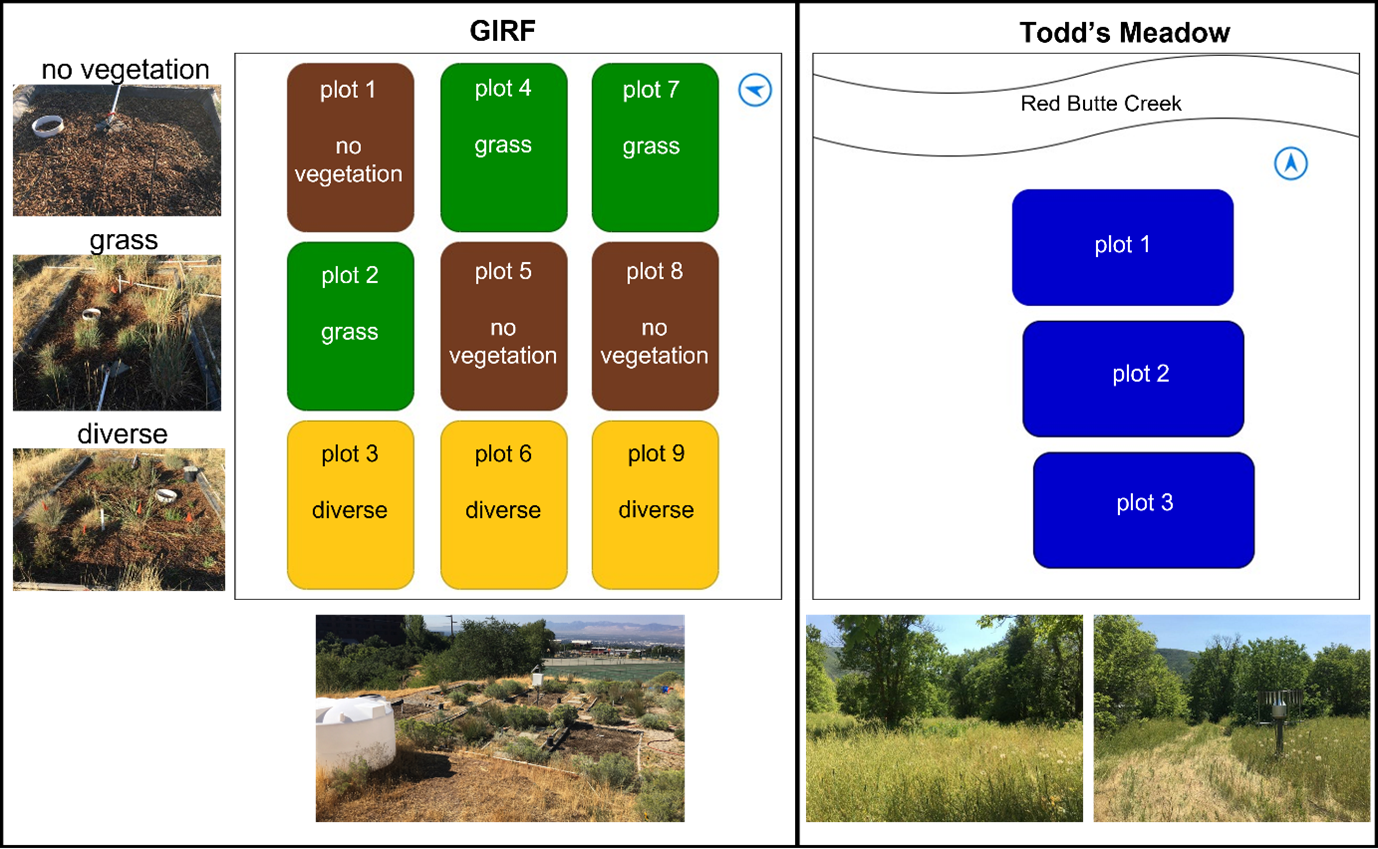 GIRF
no vegetation
grass
diverse
plot 1
no
vegetation
plot 4
grass
plot 7
grass
plot 2
grass
plot 5
no
vegetation
plot 8
no
vegetation
plot 3
diverse
plot 6
diverse
plot 9
diverse
Todd's Meadow
Red Butte Creek
plot 1
plot 2
plot 3